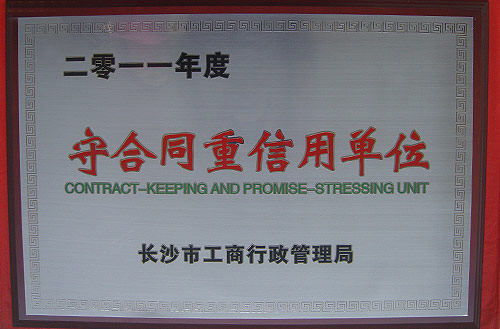 二零一一年度
守合同重信用单位
CONTRACT-KEEPING AND PROMISE-STRESSING UNIT
长沙市工商行政管理局